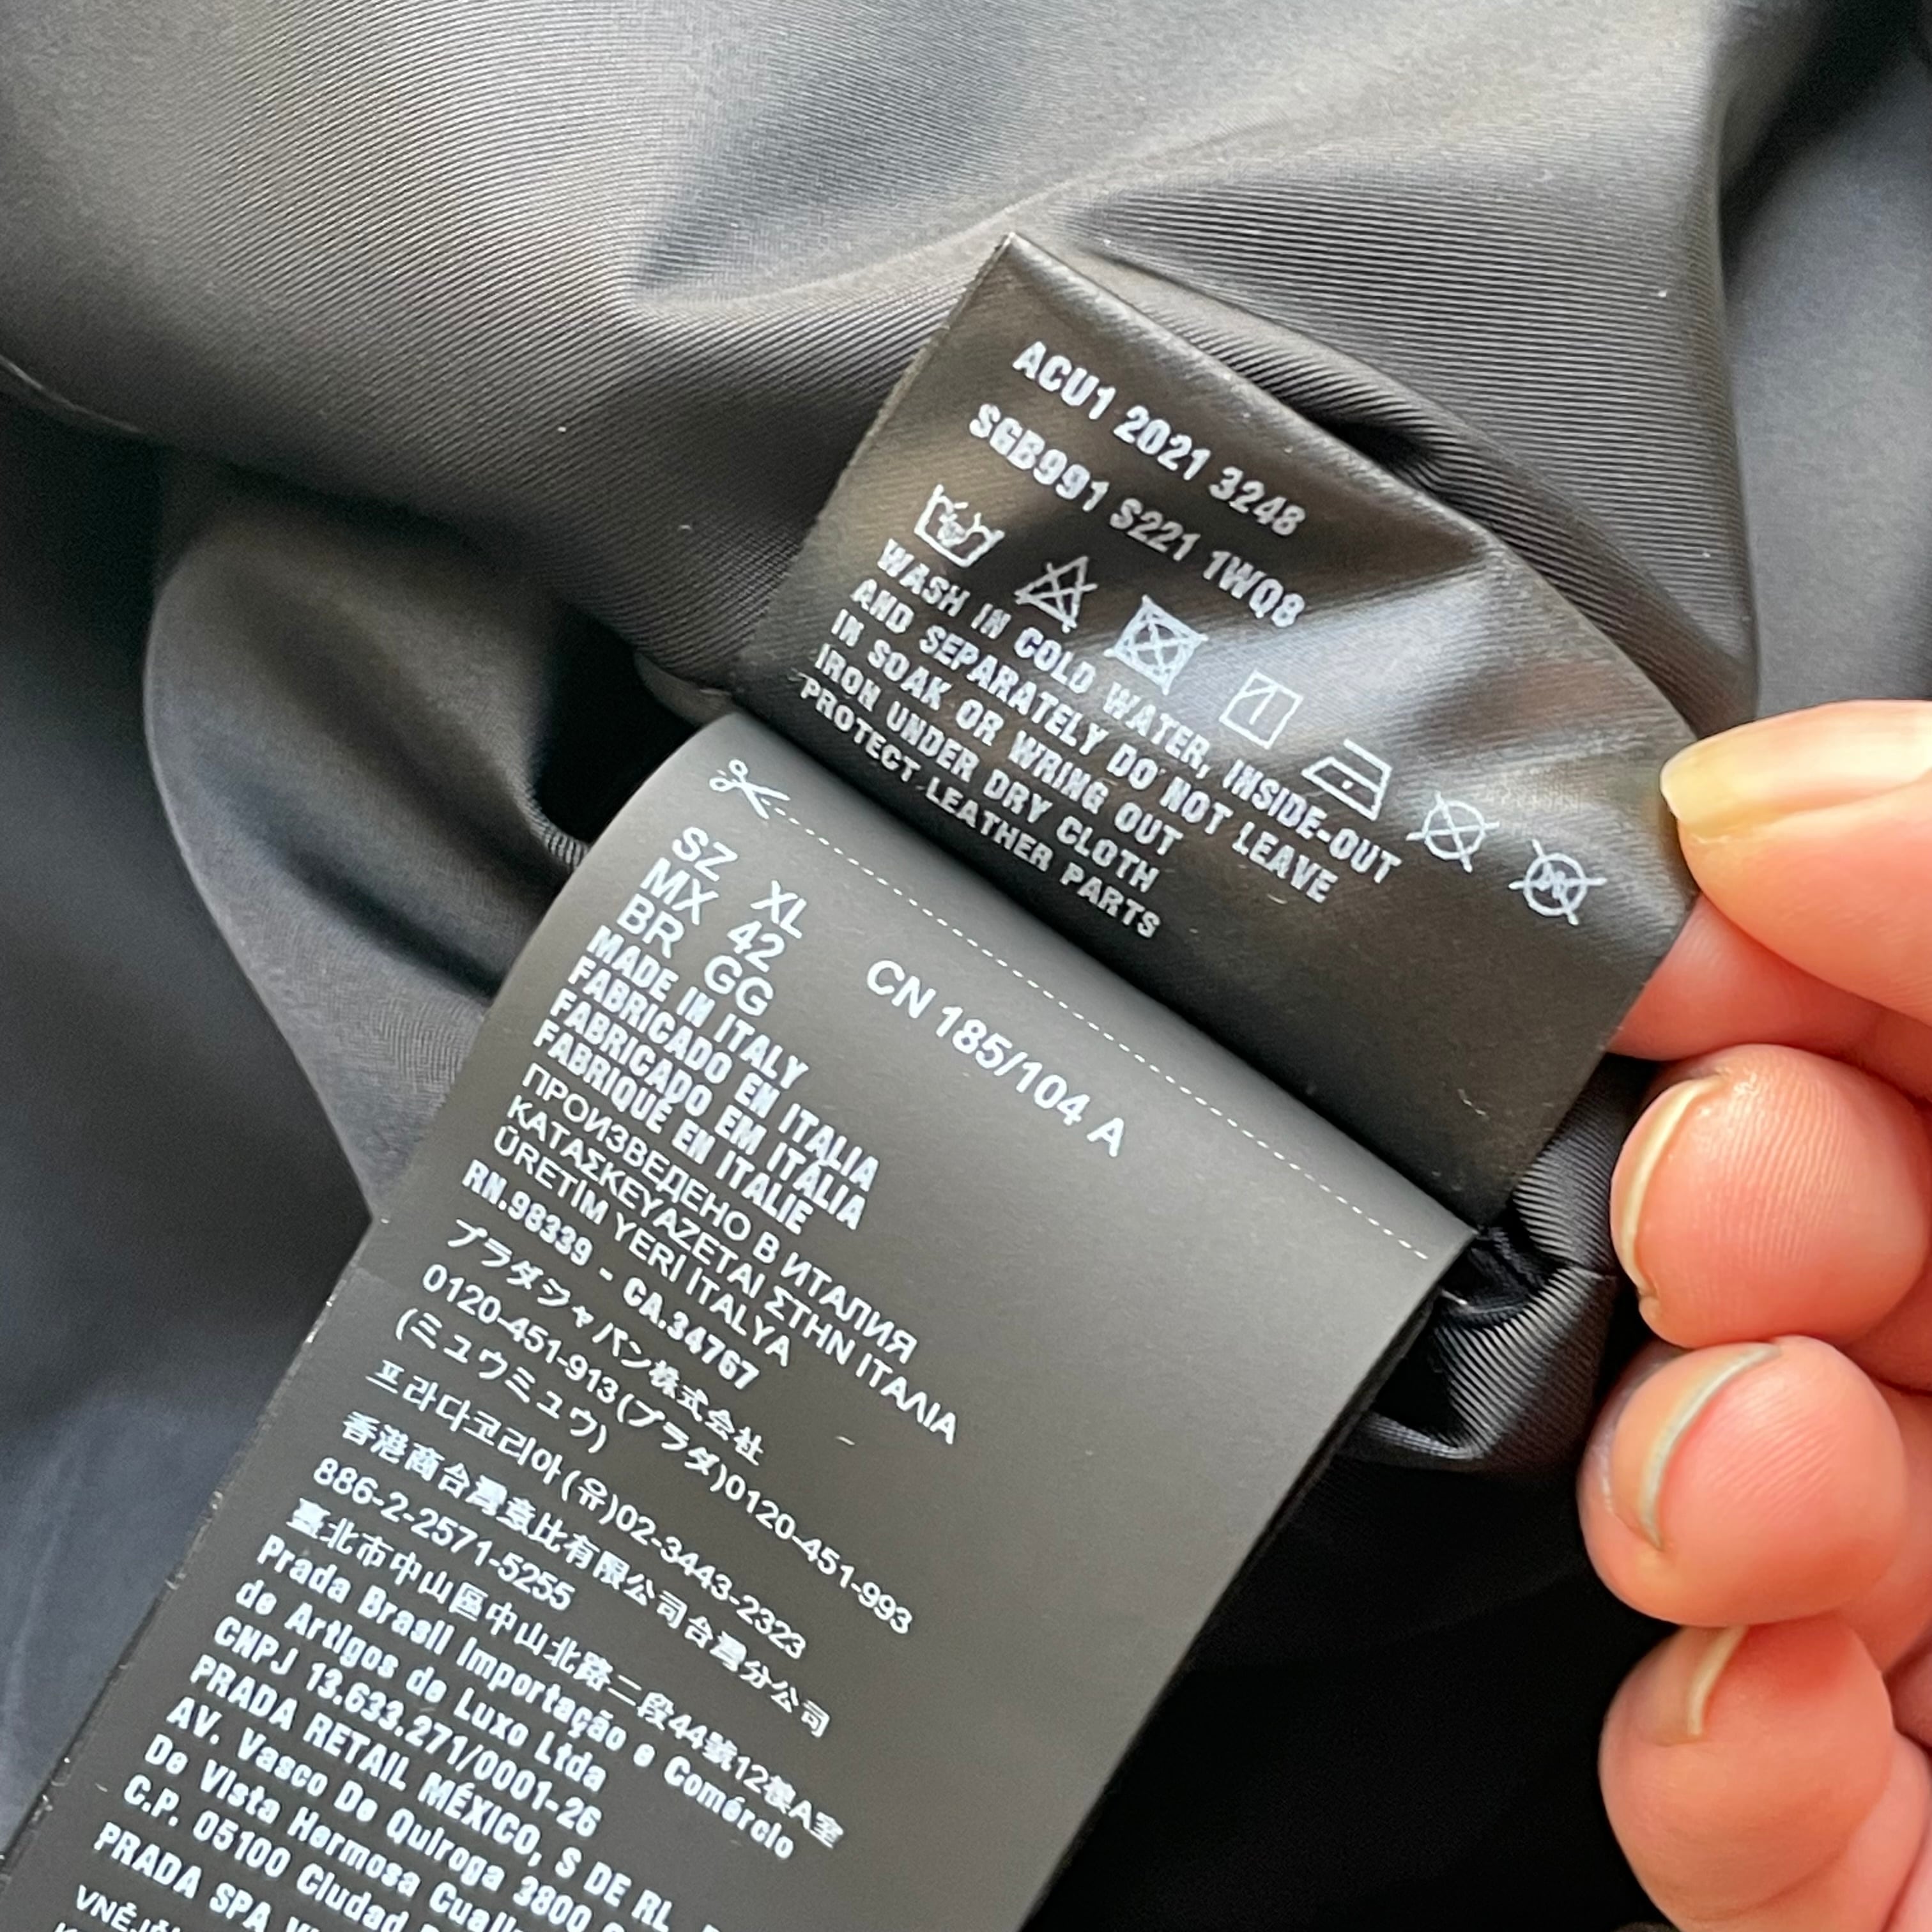 ACU1 2021 3248
SGB991 S221 1WQ8
WASH IN COLD WATER, INSIDE-OUT
AND SEPARATELY DO NOT LEAVE
IN SOAK OR WRING OUT
IRON UNDER DRY CLOTH
PROTECT LEATHER PARTS
SZ XL
MX 42 CN 185/104 A
BR GG
MADE IN ITALY
FABRICADO EN ITALIA
FABRICADO EM ITÁLIA
FABRIQUÉ EN ITALIE
ПРОИЗВЕДЕНО В ИТАЛИЯ
ΚΑΤΑΣΚΕΥΑΖΕΤΑΙ ΣΤΗΝ ΙΤΑΛΙΑ
ÜRETIM YERI ITALYA
RN.98339 - CA.34767
プラダジャパン株式会社
0120-451-913(プラダ)0120-451-993
(ミュウミュウ)
프라다코리아(유)02-3443-2323
香港商台灣意比有限公司台灣分公司
886-2-2571-5255
臺北市中山區中山北路二段44號12樓A室
Prada Brasil Importação e Comércio
de Artigos de Luxo Ltda
CNPJ 13.633.271/0001-26
PRADA RETAIL MÉXICO, S DE RL
AV. Vasco De Quiroga 3800
De Vista Hermosa
C.P. 05100 Ciudad
PRADA SPA